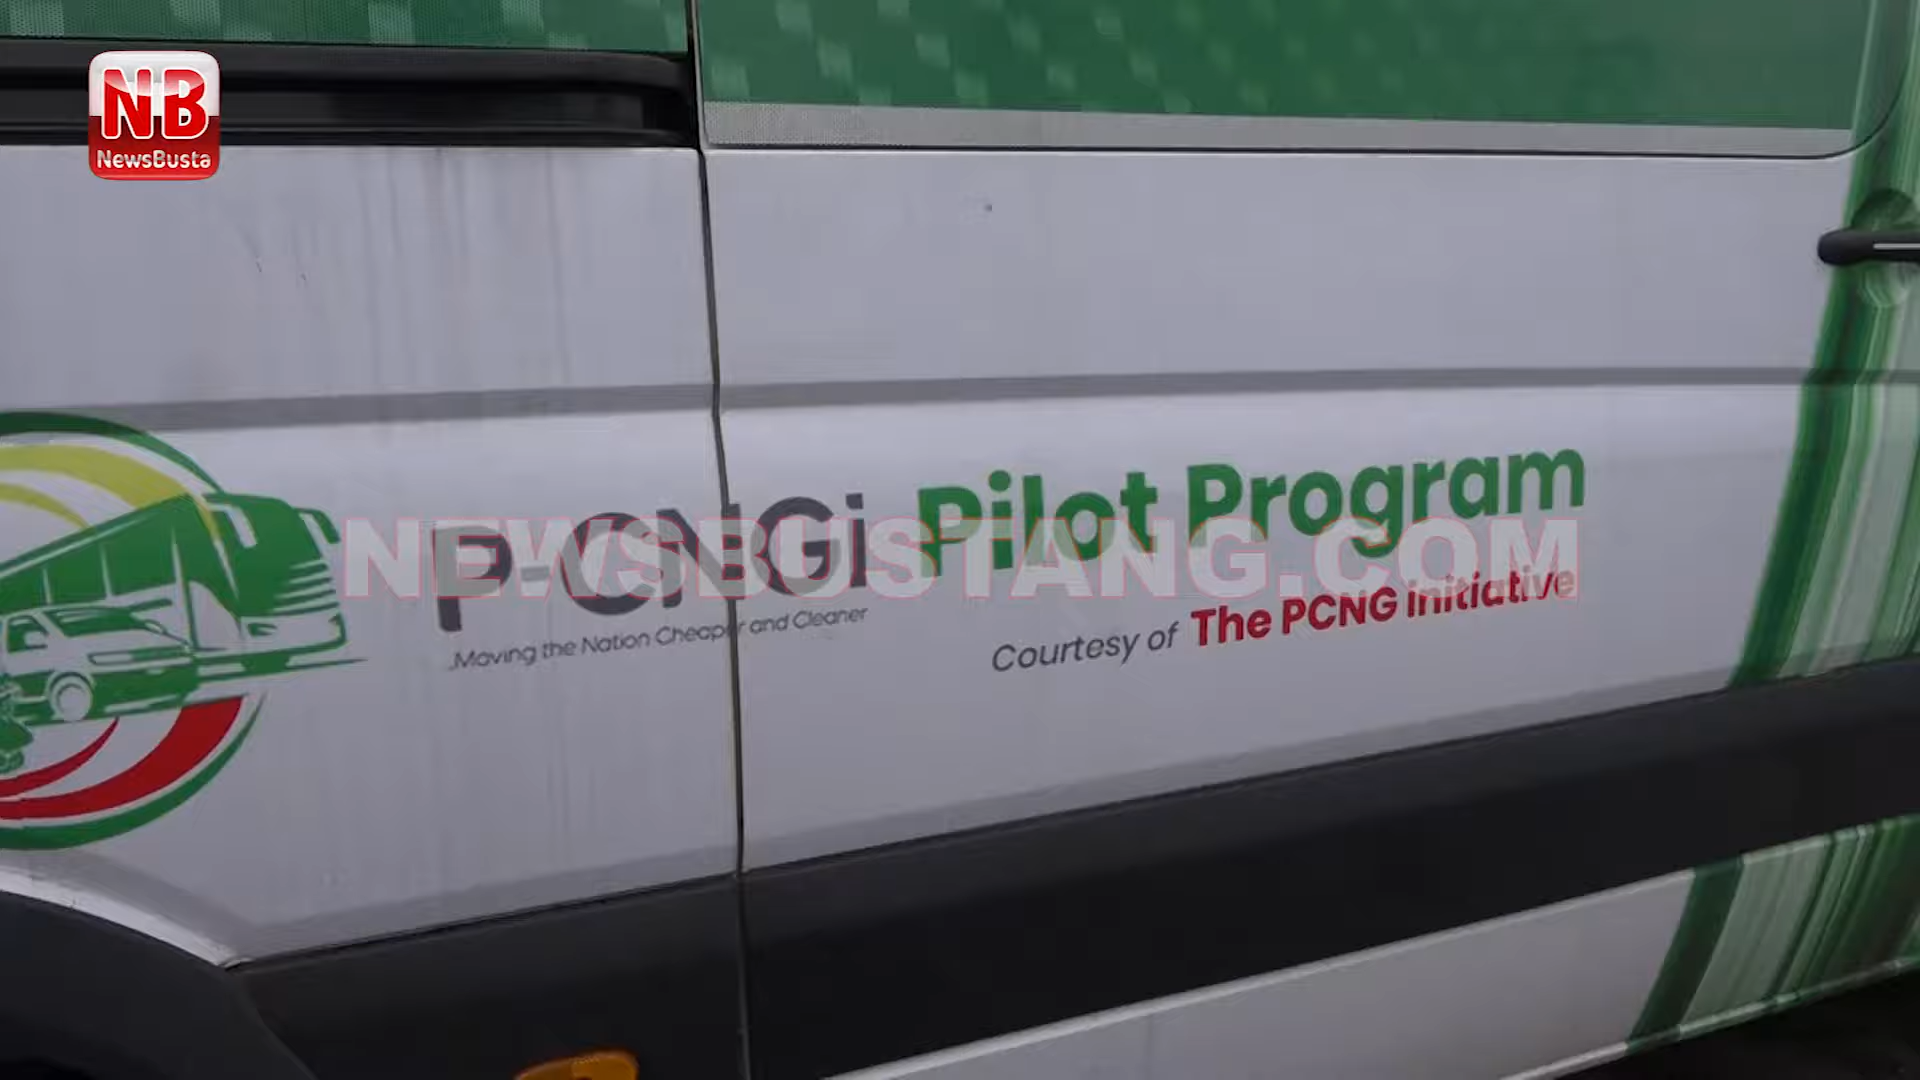 NB
NewsBusta
P-CNGi Pilot Program
NEWSBUSTANG.COM
..Moving the Nation Cheaper and Cleaner
Courtesy of The PCNG initiative